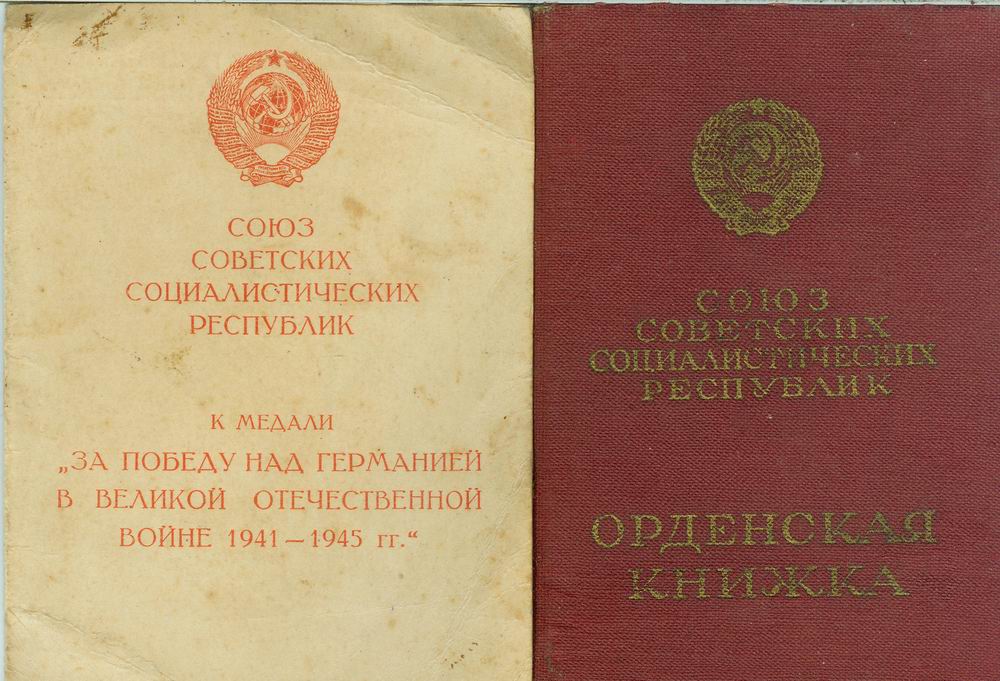 СОЮЗ
СОВЕТСКИХ
СОЦИАЛИСТИЧЕСКИХ
РЕСПУБЛИК
К МЕДАЛИ
„ЗА ПОБЕДУ НАД ГЕРМАНИЕЙ
В ВЕЛИКОЙ ОТЕЧЕСТВЕННОЙ
ВОЙНЕ 1941 — 1945 гг.“
СОЮЗ
СОВЕТСКИХ
СОЦИАЛИСТИЧЕСКИХ
РЕСПУБЛИК
ОРДЕНСКАЯ
КНИЖКА